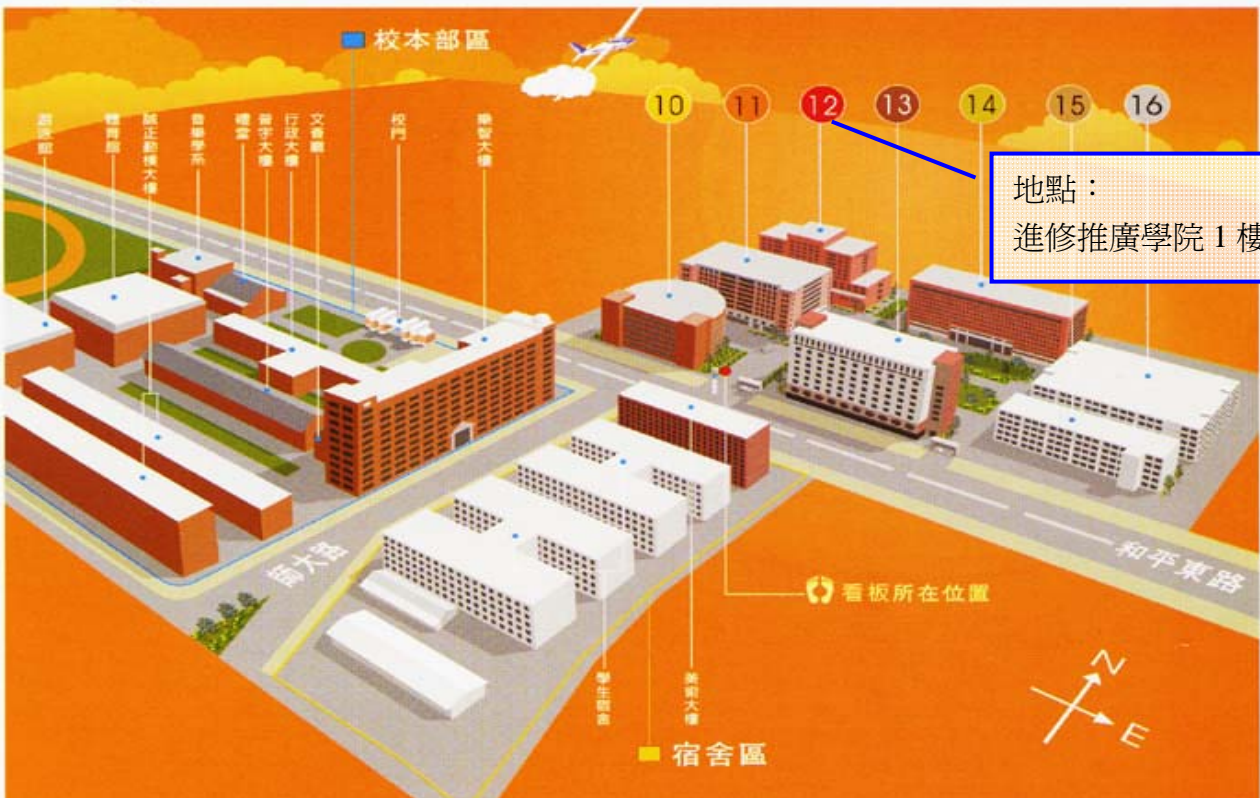 校本部區
游泳館
體育館
誠正勤樸大樓
音樂學系
禮堂
普字大樓
行政大樓
文薈廳
校門
樂智大樓
10
11
12
13
14
15
16
地點：
進修推廣學院 1 樓
師大路
和平東路
看板所在位置
學生宿舍
美術大樓
宿舍區
N
E